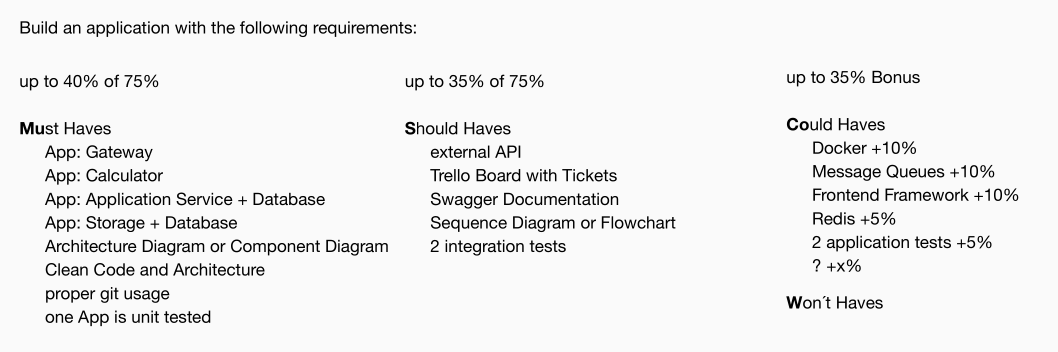 Build an application with the following requirements:
up to 40% of 75%
Must Haves
App: Gateway
App: Calculator
App: Application Service + Database
App: Storage + Database
Architecture Diagram or Component Diagram
Clean Code and Architecture
proper git usage
one App is unit tested
up to 35% of 75%
Should Haves
external API
Trello Board with Tickets
Swagger Documentation
Sequence Diagram or Flowchart
2 integration tests
up to 35% Bonus
Could Haves
Docker +10%
Message Queues +10%
Frontend Framework +10%
Redis +5%
2 application tests +5%
? +x%
Won´t Haves